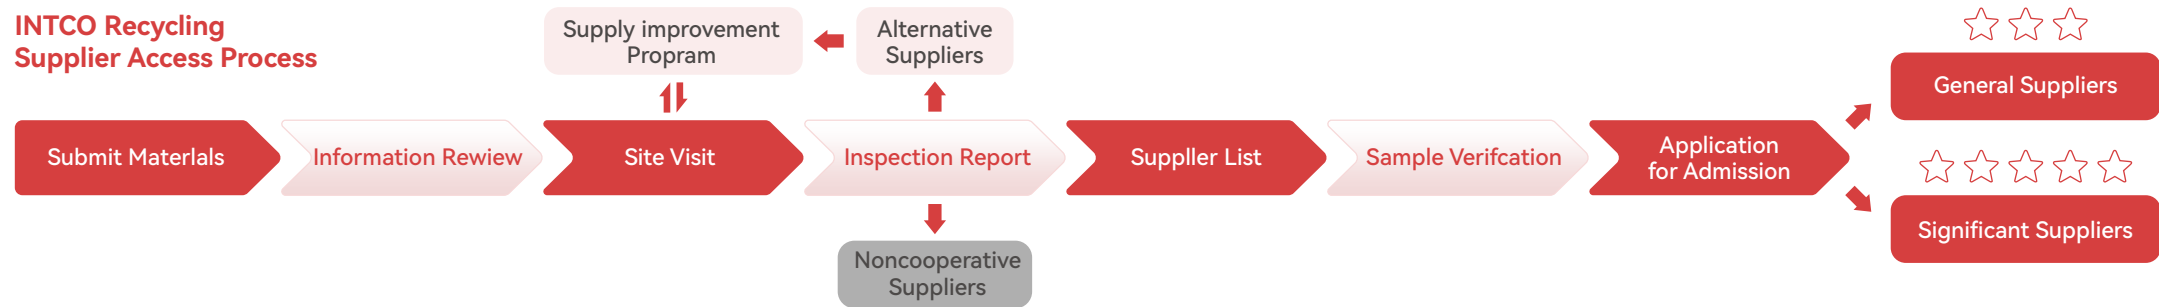 INTCO Recycling
Supplier Access Process
Supply improvement
Propram
Alternative
Suppliers
General Suppliers
Submit Materlals
Information Rewiew
Site Visit
Inspection Report
Suppller List
Sample Verifcation
Application
for Admission
Significant Suppliers
Noncooperative
Suppliers